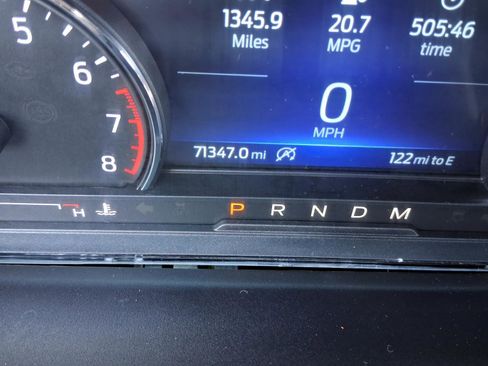 1345.9 20.7 505:46
Miles MPG time
6
7
8
0
MPH
71347.0 mi 122 mi to E
H P R N D M